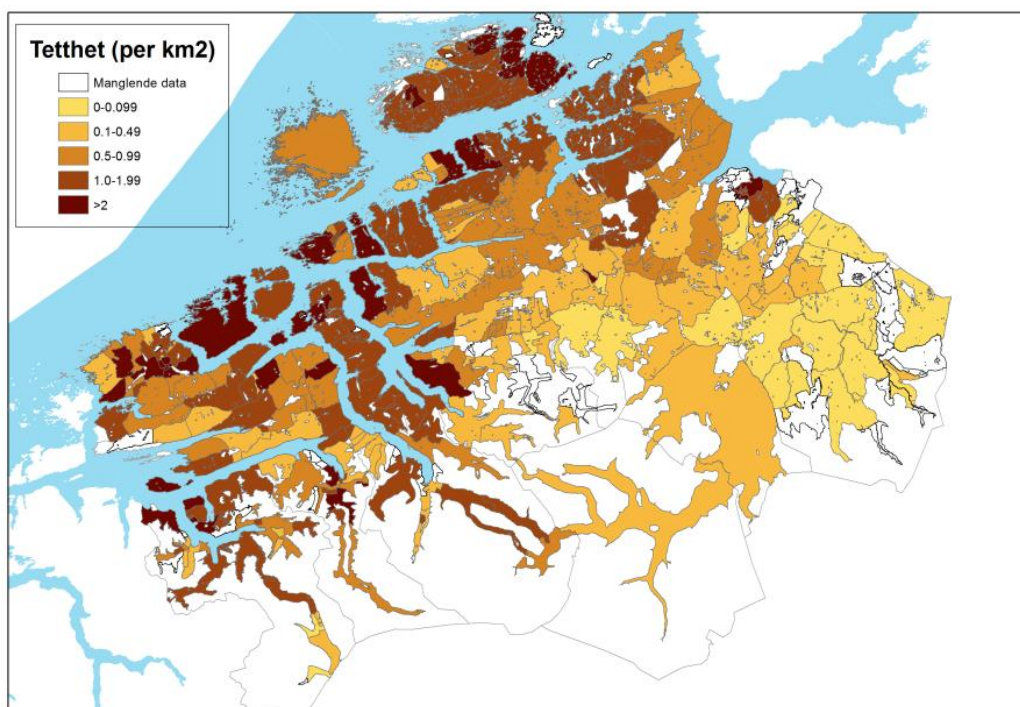 Tetthet (per km2)
Manglende data
0-0.099
0.1-0.49
0.5-0.99
1.0-1.99
>2